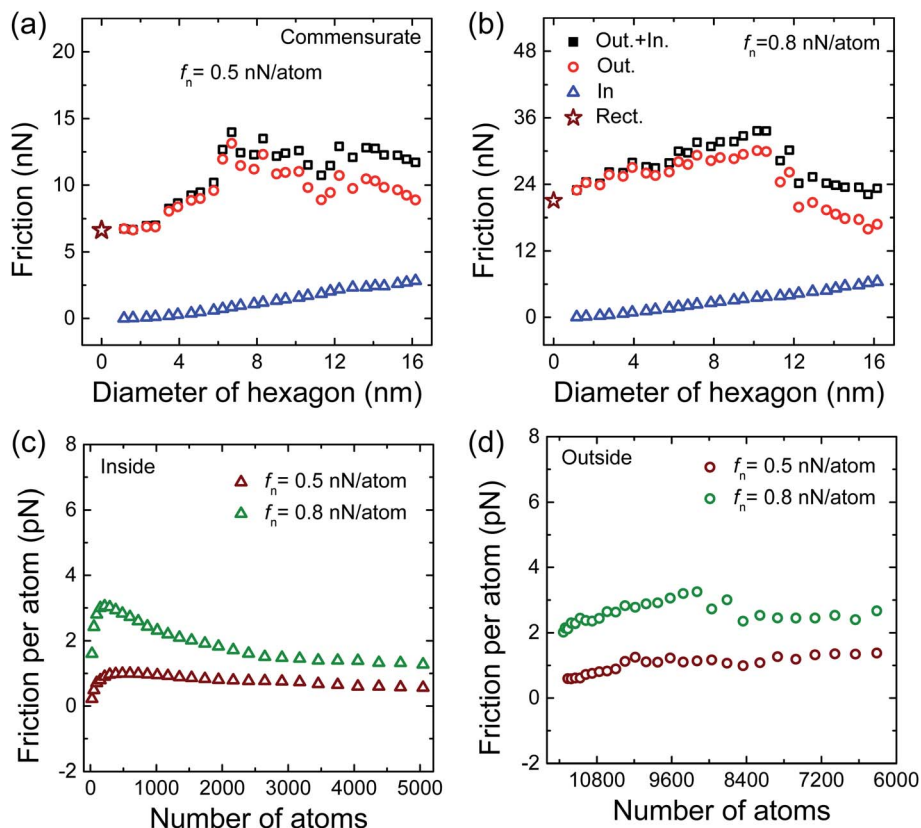 (a)
Commensurate
fn = 0.5 nN/atom
Friction (nN)
20
15
10
5
0
0 4 8 12 16
Diameter of hexagon (nm)
(b)
Out.+In.
Out.
In
Rect.
fn=0.8 nN/atom
Friction (nN)
48
36
24
12
0
0 4 8 12 16
Diameter of hexagon (nm)
(c)
Inside
fn = 0.5 nN/atom
fn = 0.8 nN/atom
Friction per atom (pN)
8
6
4
2
0
-2
0 1000 2000 3000 4000 5000
Number of atoms
(d)
Outside
fn = 0.5 nN/atom
fn = 0.8 nN/atom
Friction per atom (pN)
8
6
4
2
0
-2
10800 9600 8400 7200 6000
Number of atoms